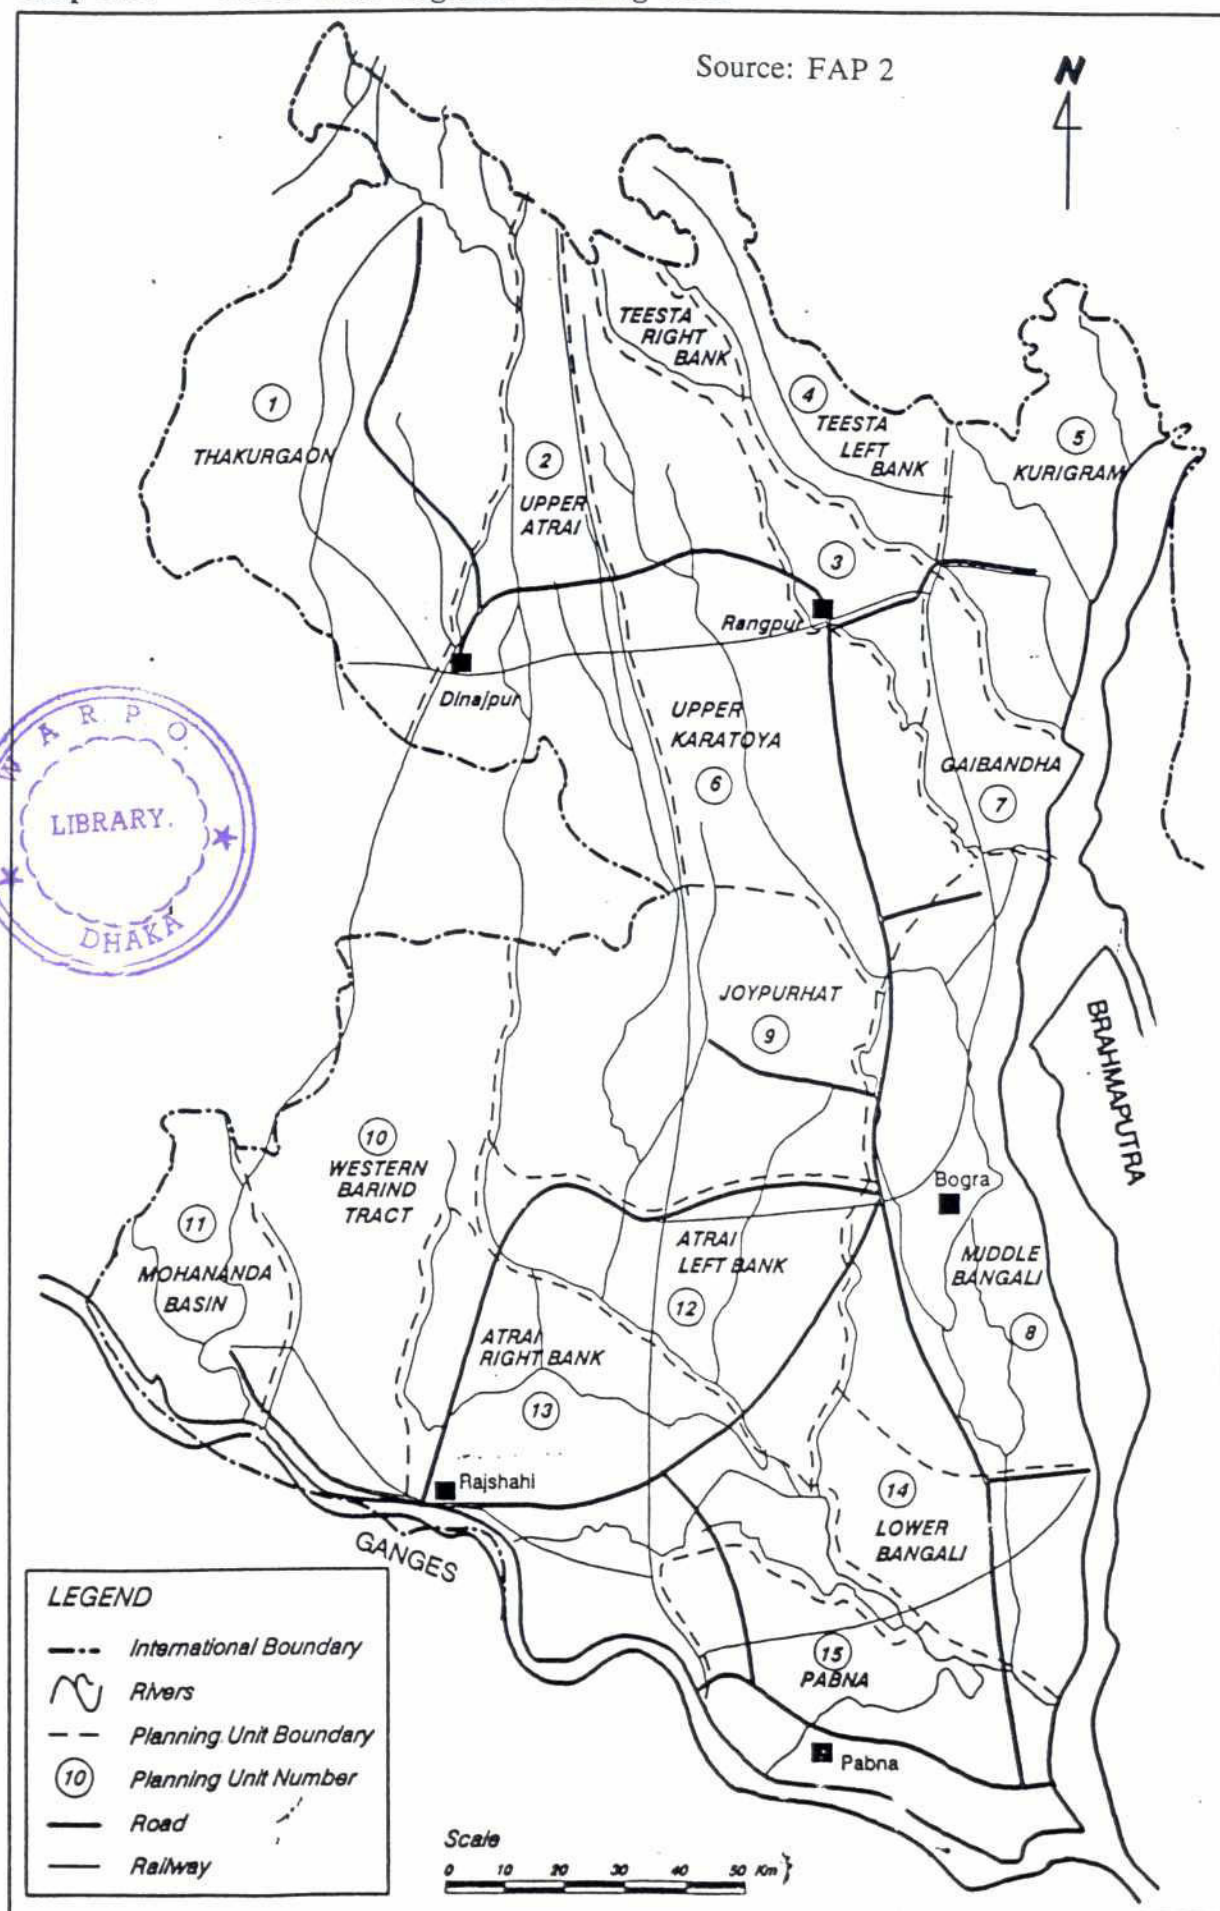 Source: FAP 2
N
TEESTA
RIGHT
BANK
1
THAKURGAON
2
UPPER
ATRAI
4
TEESTA
LEFT
BANK
5
KURIGRAM
3
Rangpur
Dinajpur
UPPER
KARATOYA
6
GAIBANDHA
7
W A R P O.
LIBRARY.
DHAKA
JOYPURHAT
9
BRAHMAPUTRA
10
WESTERN
BARIND
TRACT
Bogra
11
MOHANANDA
BASIN
ATRAI
LEFT BANK
12
MIDDLE
BANGALI
8
ATRAI
RIGHT BANK
13
Rajshahi
14
LOWER
BANGALI
GANGES
15
PABNA
Pabna
LEGEND
International Boundary
Rivers
Planning Unit Boundary
10 Planning Unit Number
Road
Railway
Scale
0 10 20 30 40 50 Km